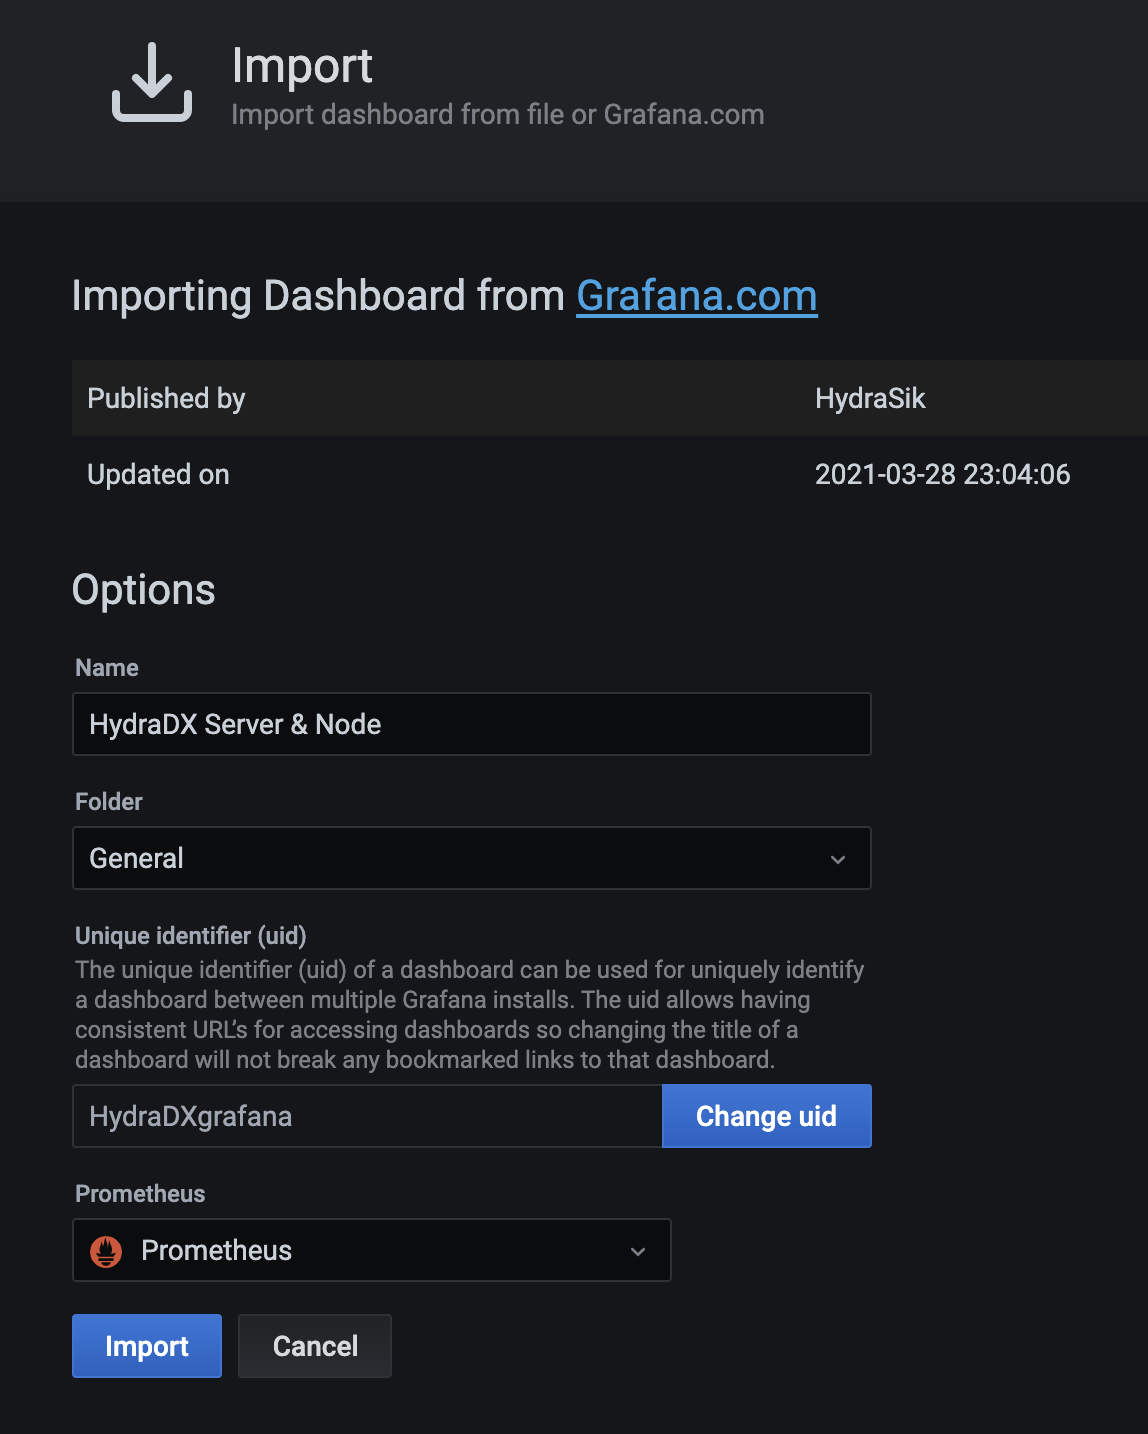 Import
Import dashboard from file or Grafana.com
Importing Dashboard from Grafana.com
Published by HydraSik
Updated on 2021-03-28 23:04:06
Options
Name
HydraDX Server & Node
Folder
General
Unique identifier (uid)
The unique identifier (uid) of a dashboard can be used for uniquely identify
a dashboard between multiple Grafana installs. The uid allows having
consistent URL’s for accessing dashboards so changing the title of a
dashboard will not break any bookmarked links to that dashboard.
HydraDXgrafana Change uid
Prometheus
Prometheus
Import Cancel